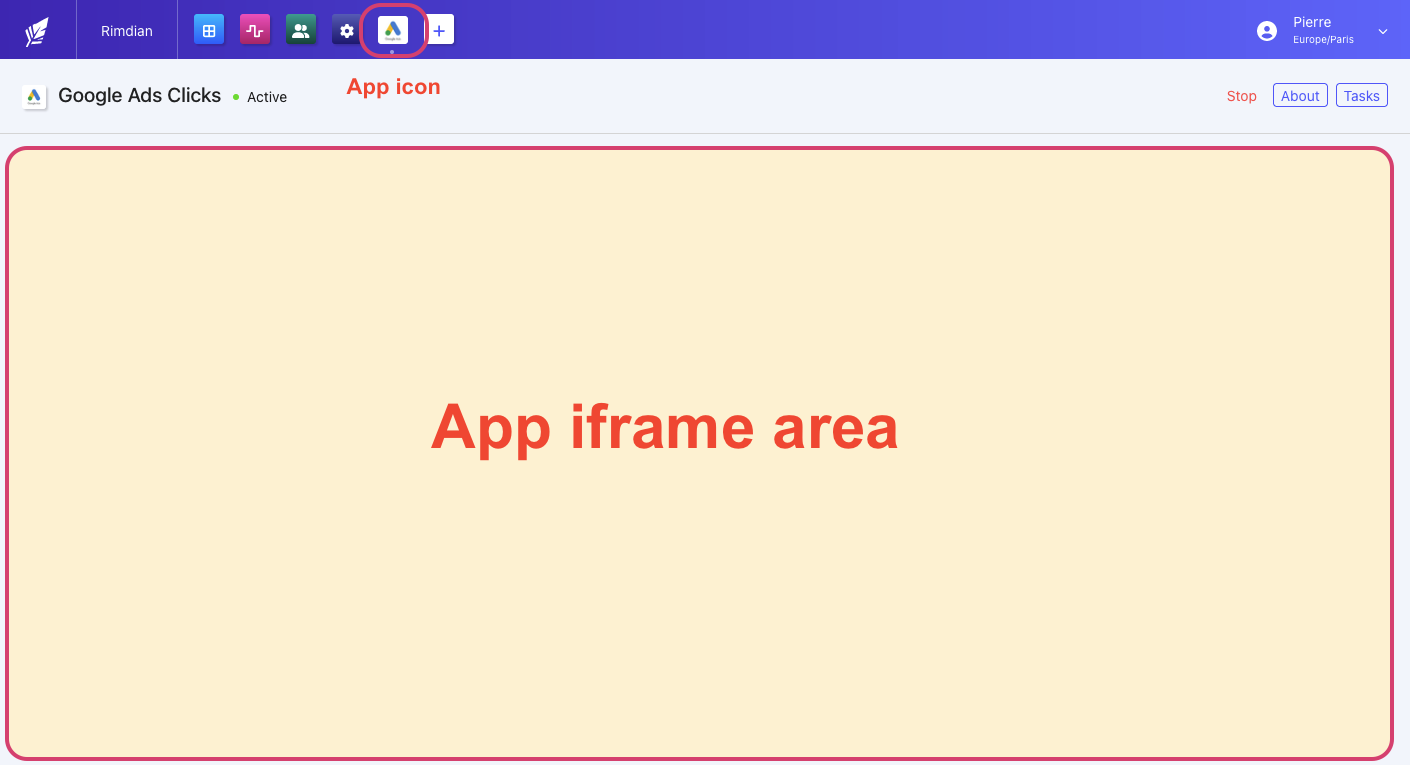 Rimdian
Pierre
Europe/Paris
Google Ads Clicks
Active
App icon
Stop
About
Tasks
App iframe area